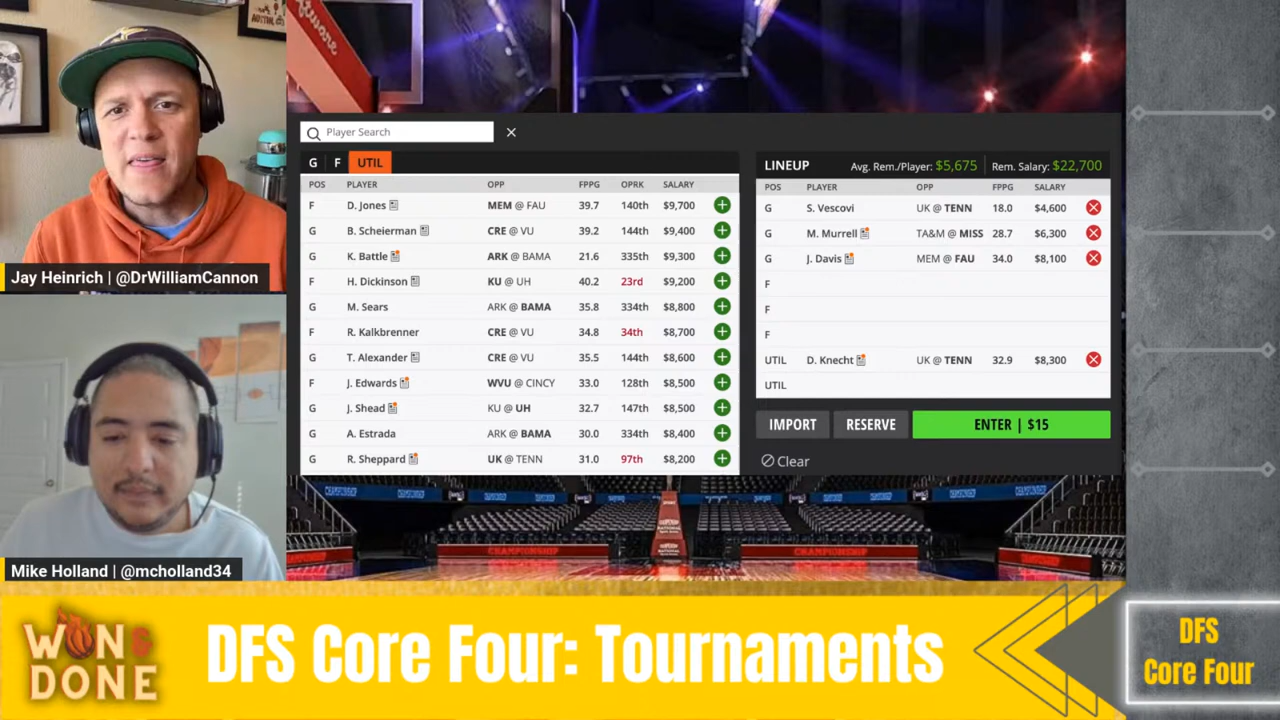 Player Search
G F UTIL
POS PLAYER OPP FPPG OPRK SALARY
F D. Jones MEM @ FAU 39.7 140th $9,700
G B. Scheierman CRE @ VU 39.2 144th $9,400
G K. Battle ARK @ BAMA 21.6 335th $9,300
F H. Dickinson KU @ UH 40.2 23rd $9,200
G M. Sears ARK @ BAMA 35.8 334th $8,800
F R. Kalkbrenner CRE @ VU 34.8 34th $8,700
G T. Alexander CRE @ VU 35.5 144th $8,600
F J. Edwards WVU @ CINCY 33.0 128th $8,500
G J. Shead KU @ UH 32.7 147th $8,500
G A. Estrada ARK @ BAMA 30.0 334th $8,400
G R. Sheppard UK @ TENN 31.0 97th $8,200
LINEUP Avg. Rem./Player: $5,675 Rem. Salary: $22,700
POS PLAYER OPP FPPG SALARY
G S. Vescovi UK @ TENN 18.0 $4,600
G M. Murrell TA&M @ MISS 28.7 $6,300
G J. Davis MEM @ FAU 34.0 $8,100
F
F
F
UTIL D. Knecht UK @ TENN 32.9 $8,300
UTIL
IMPORT RESERVE ENTER | $15
Clear
Jay Heinrich | @DrWilliamCannon
Mike Holland | @mcholland34
CHAMPIONSHIP
CHAMPIONSHIP
WON &
DONE
DFS Core Four: Tournaments
DFS
Core Four